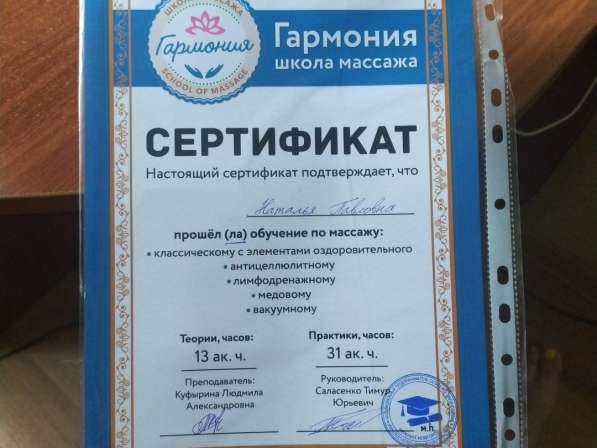 ШКОЛА МАССАЖА
Гармония
SCHOOL OF MASSAGE
Гармония
школа массажа
СЕРТИФИКАТ
Настоящий сертификат подтверждает, что
Наталья Павловна
прошёл (ла) обучение по массажу:
• классическому с элементами оздоровительного
• антицеллюлитному
• лимфодренажному
• медовому
• вакуумному
Теории, часов:
13 ак. ч.
Преподаватель:
Куфырина Людмила
Александровна
Практики, часов:
31 ак. ч.
Руководитель:
Саласенко Тимур
Юрьевич
М.П.